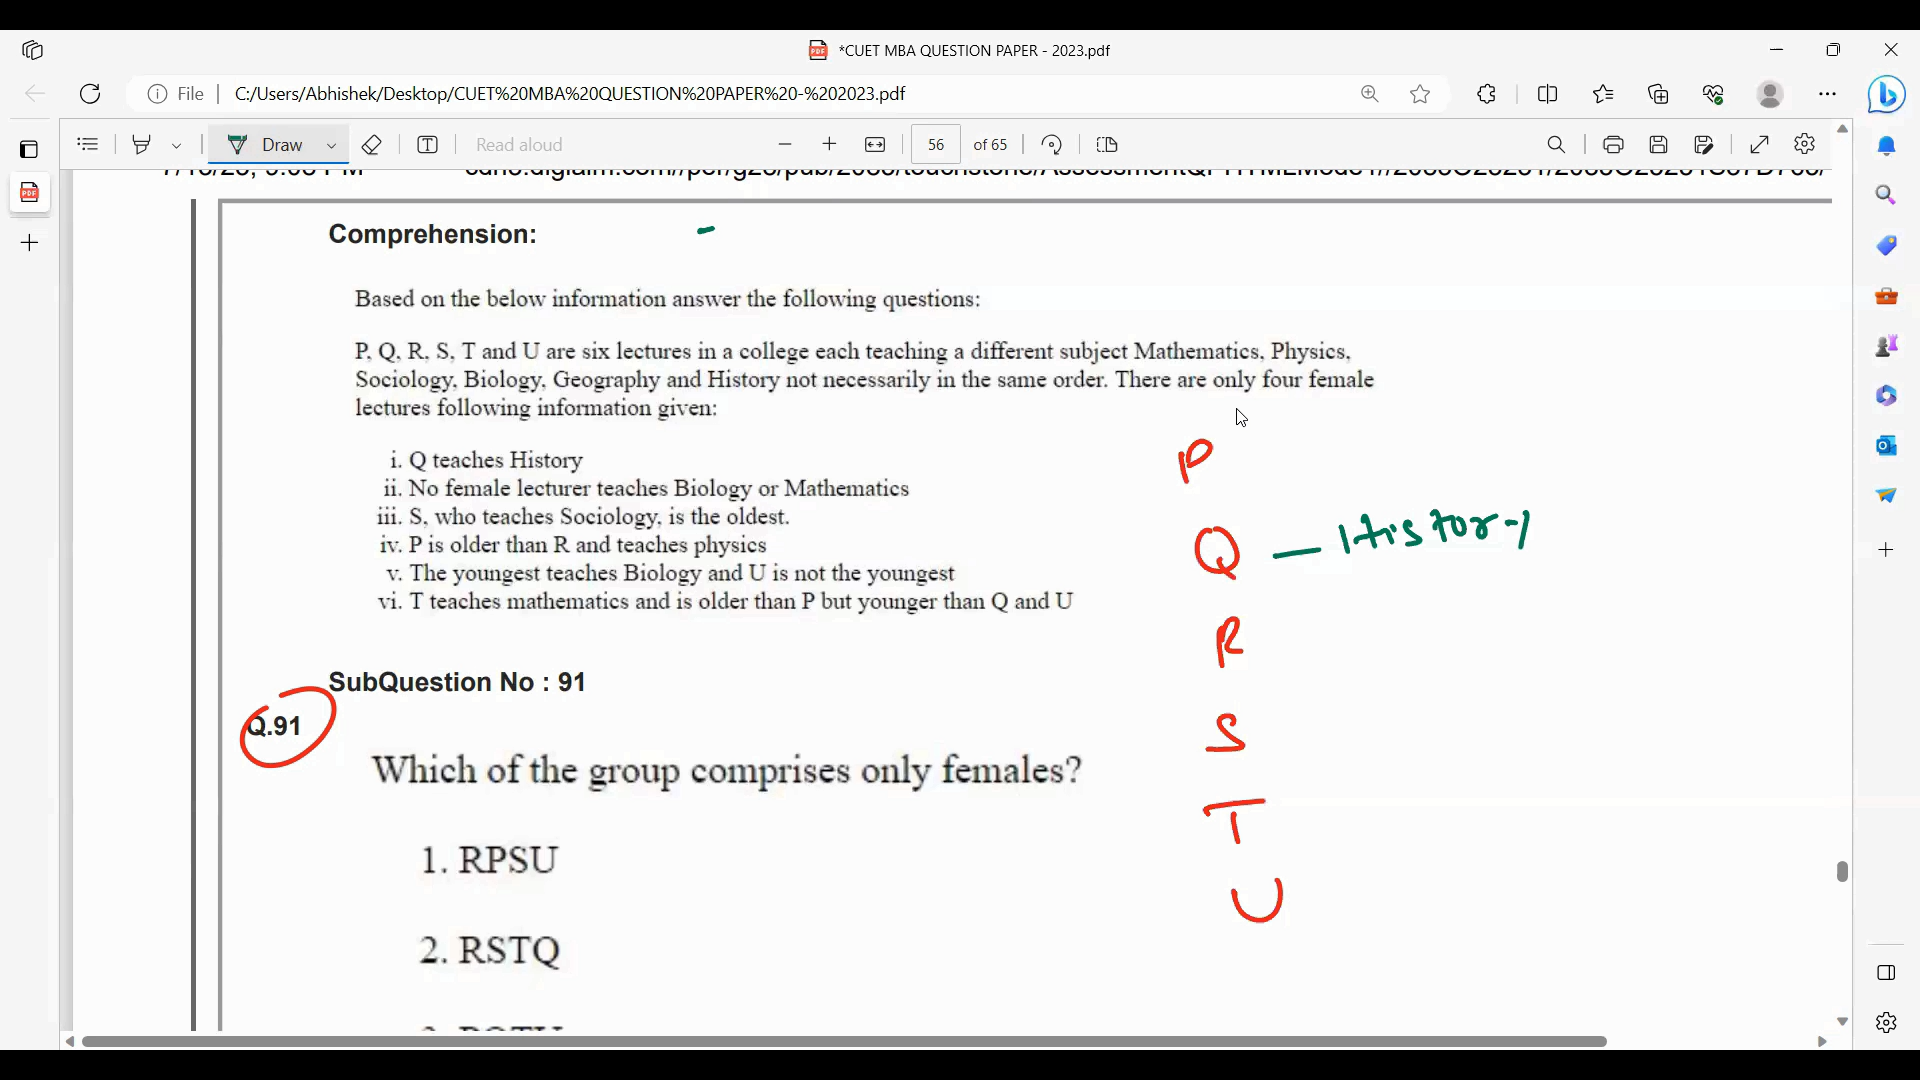 *CUET MBA QUESTION PAPER - 2023.pdf
File
C:/Users/Abhishek/Desktop/CUET%20MBA%20QUESTION%20PAPER%20-%202023.pdf
Draw
Read aloud
56 of 65
Comprehension:
Based on the below information answer the following questions:
P, Q, R, S, T and U are six lectures in a college each teaching a different subject Mathematics, Physics,
Sociology, Biology, Geography and History not necessarily in the same order. There are only four female
lectures following information given:
i. Q teaches History
ii. No female lecturer teaches Biology or Mathematics
iii. S, who teaches Sociology, is the oldest.
iv. P is older than R and teaches physics
v. The youngest teaches Biology and U is not the youngest
vi. T teaches mathematics and is older than P but younger than Q and U
P
Q — History
R
S
T
U
SubQuestion No : 91
Q.91
Which of the group comprises only females?
1. RPSU
2. RSTQ